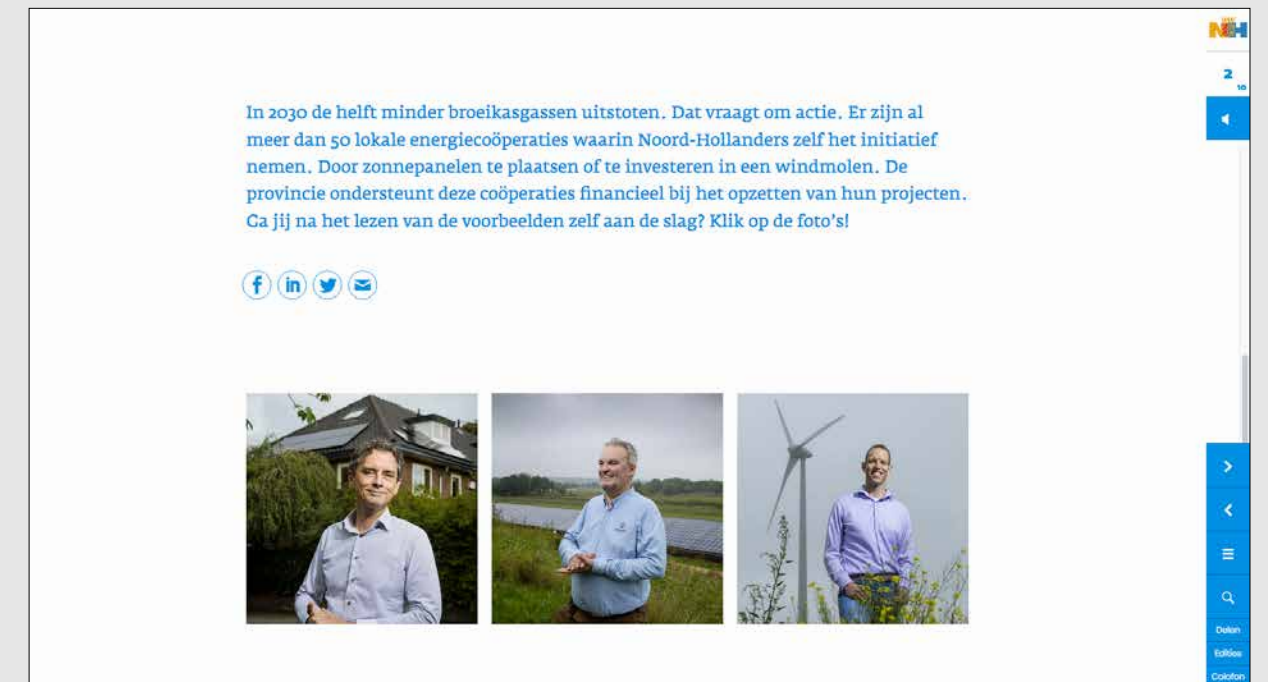 In 2030 de helft minder broeikasgassen uitstoten. Dat vraagt om actie. Er zijn al
meer dan 50 lokale energiecoöperaties waarin Noord-Hollanders zelf het initiatief
nemen. Door zonnepanelen te plaatsen of te investeren in een windmolen. De
provincie ondersteunt deze coöperaties financieel bij het opzetten van hun projecten.
Ga jij na het lezen van de voorbeelden zelf aan de slag? Klik op de foto's!
NH
2
10
Delen
Edities
Colofon